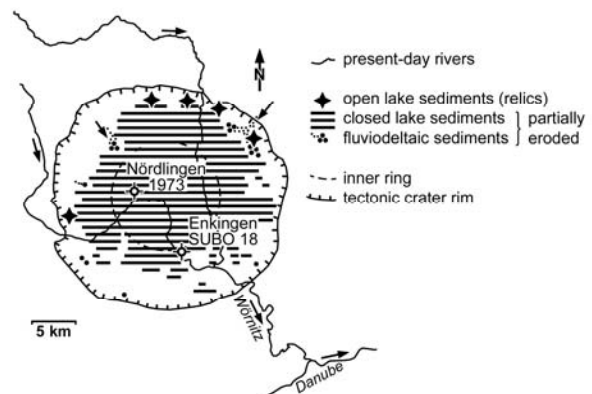 N
present-day rivers
open lake sediments (relics)
closed lake sediments
fluviodeltaic sediments
partially
eroded
inner ring
tectonic crater rim
Nördlingen
1973
Enkingen
SUBO 18
5 km
Wörnitz
Danube